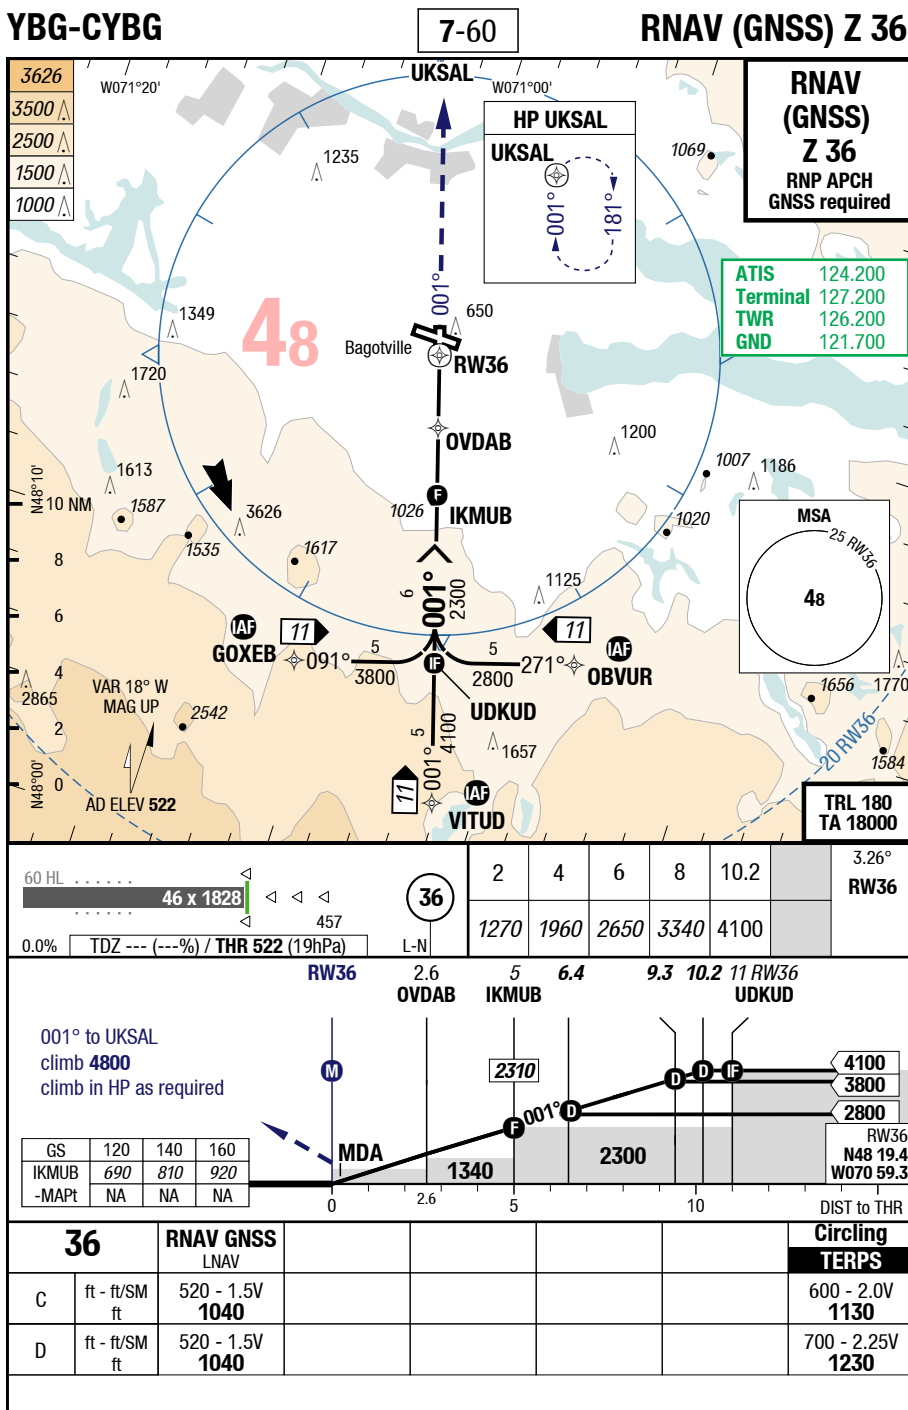 YBG-CYBG
7-60
RNAV (GNSS) Z 36
3626
3500
2500
1500
1000
W071°20'
UKSAL
W071°00'
HP UKSAL
UKSAL
001°
181°
RNAV
(GNSS)
Z 36
RNP APCH
GNSS required
1235
1069
ATIS 124.200
Terminal 127.200
TWR 126.200
GND 121.700
001°
1349
48
650
Bagotville
RW36
1720
OVDAB
1200
N48°10'
1613
1007
1186
10 NM
1587
3626
1026
F
IKMUB
1020
MSA
25 RW36
48
1535
1617
8
6
001°
2300
1125
6
IAF
GOXEB
11
091°
5
3800
IF
5
2800
271°
11
IAF
OBVUR
4
2865
VAR 18° W
MAG UP
2542
UDKUD
1656
1770
2
5
4100
1657
20 RW36
1584
N48°00'
0
AD ELEV 522
11
001°
IAF
VITUD
TRL 180
TA 18000
60 HL
46 x 1828
457
0.0%
TDZ --- (---%) / THR 522 (19hPa)
36
L-N
2 4 6 8 10.2
3.26°
RW36
1270 1960 2650 3340 4100
RW36 2.6 5 6.4 9.3 10.2 11 RW36
OVDAB IKMUB UDKUD
001° to UKSAL
climb 4800
climb in HP as required
M
2310
F
001°
D
D
D
IF
4100
3800
2800
MDA
1340
2300
RW36
N48 19.4
W070 59.3
GS 120 140 160
IKMUB 690 810 920
-MAPt NA NA NA
0 2.6 5 10 DIST to THR
36
RNAV GNSS
LNAV
Circling
TERPS
C ft - ft/SM 520 - 1.5V 600 - 2.0V
ft 1040 1130
D ft - ft/SM 520 - 1.5V 700 - 2.25V
ft 1040 1230